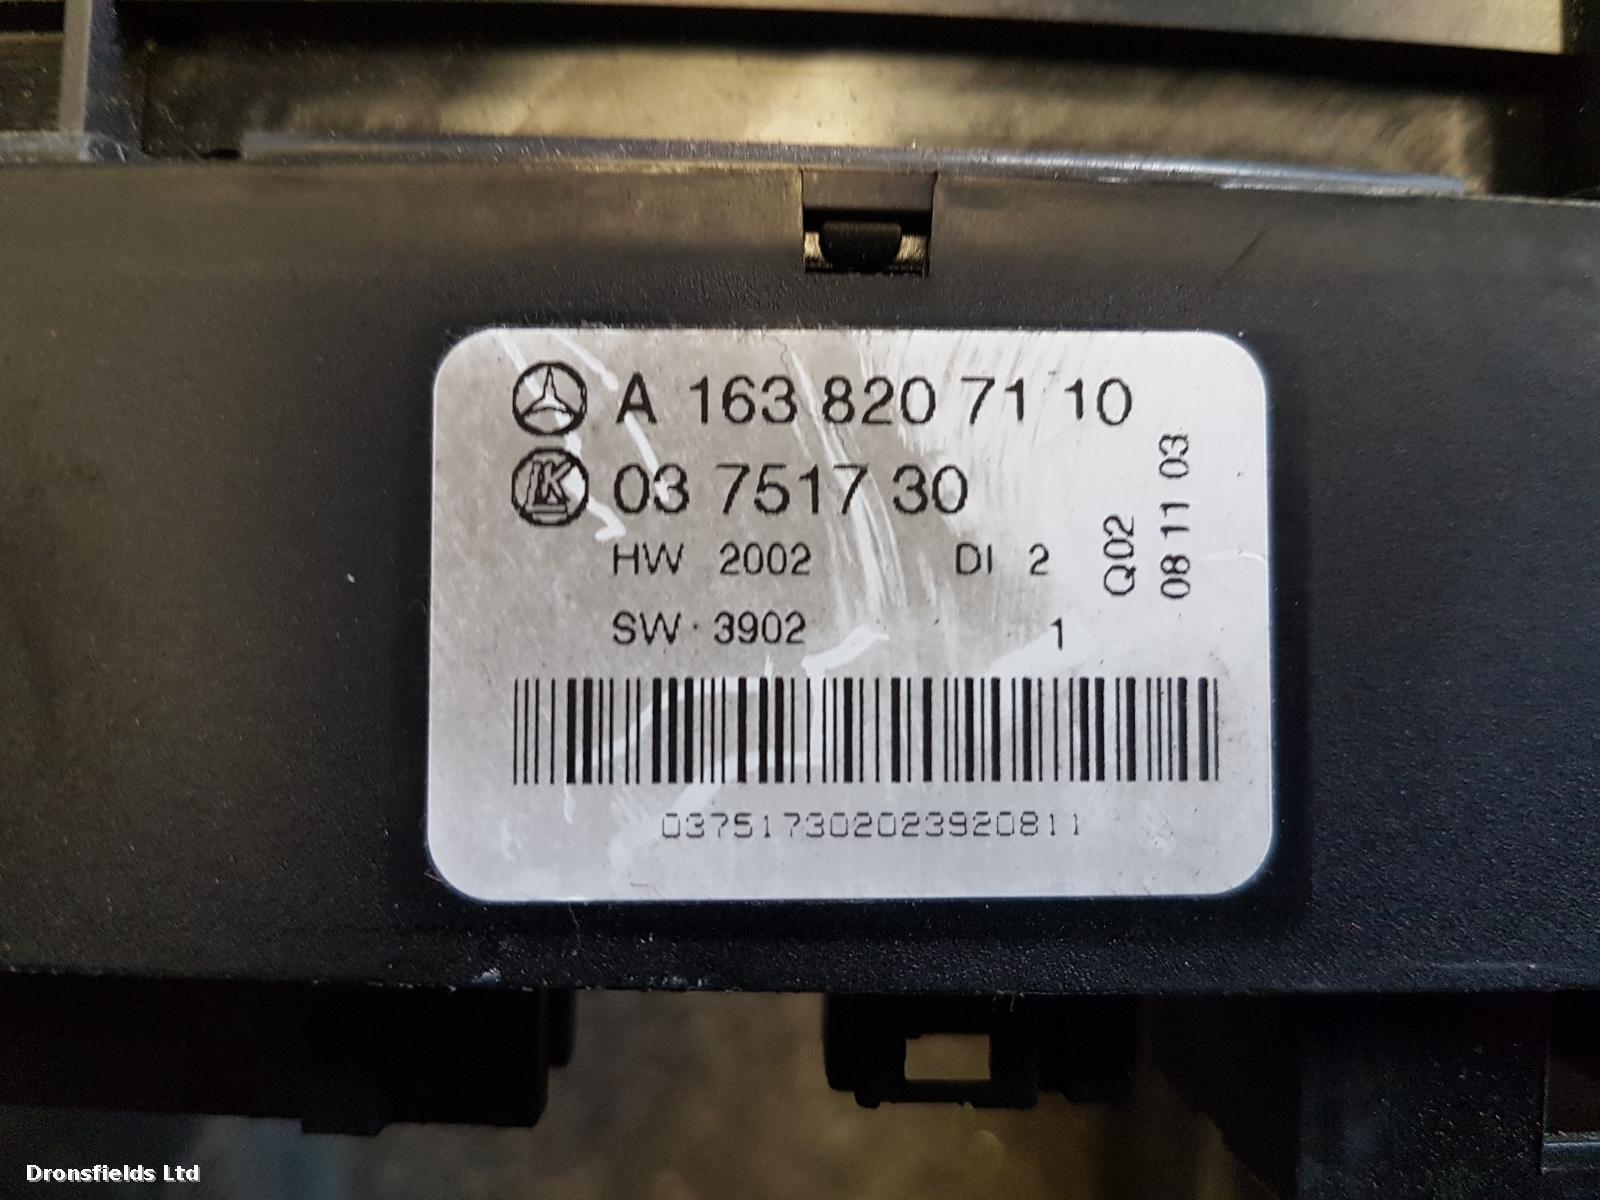 A 163 820 71 10
LK 03 7517 30
HW 2002 DI 2
SW 3902 1
Q02
08 11 03
037517302023920811
Dronsfields Ltd